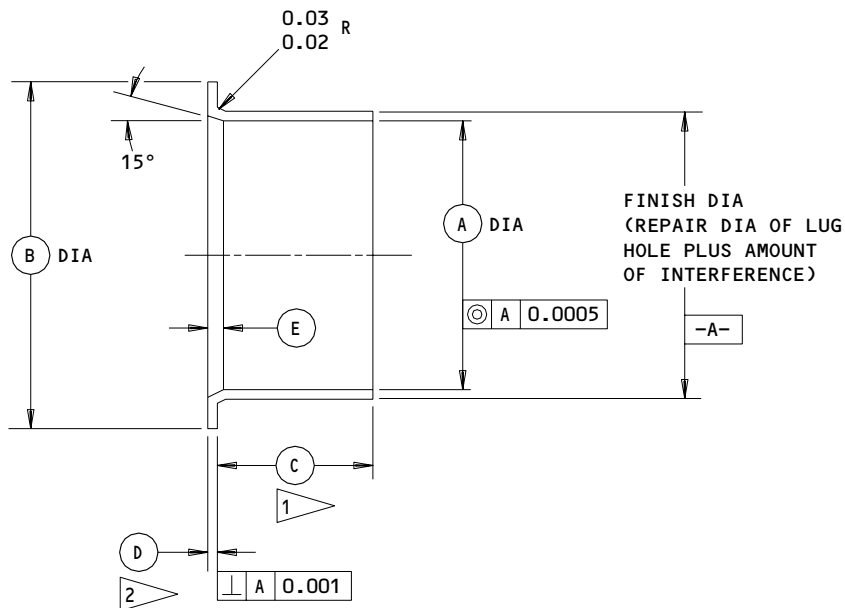 0.03
0.02 R
15°
B DIA
A DIA
FINISH DIA
(REPAIR DIA OF LUG
HOLE PLUS AMOUNT
OF INTERFERENCE)
E
◎ A 0.0005
-A-
C
1
D
2
⊥ A 0.001